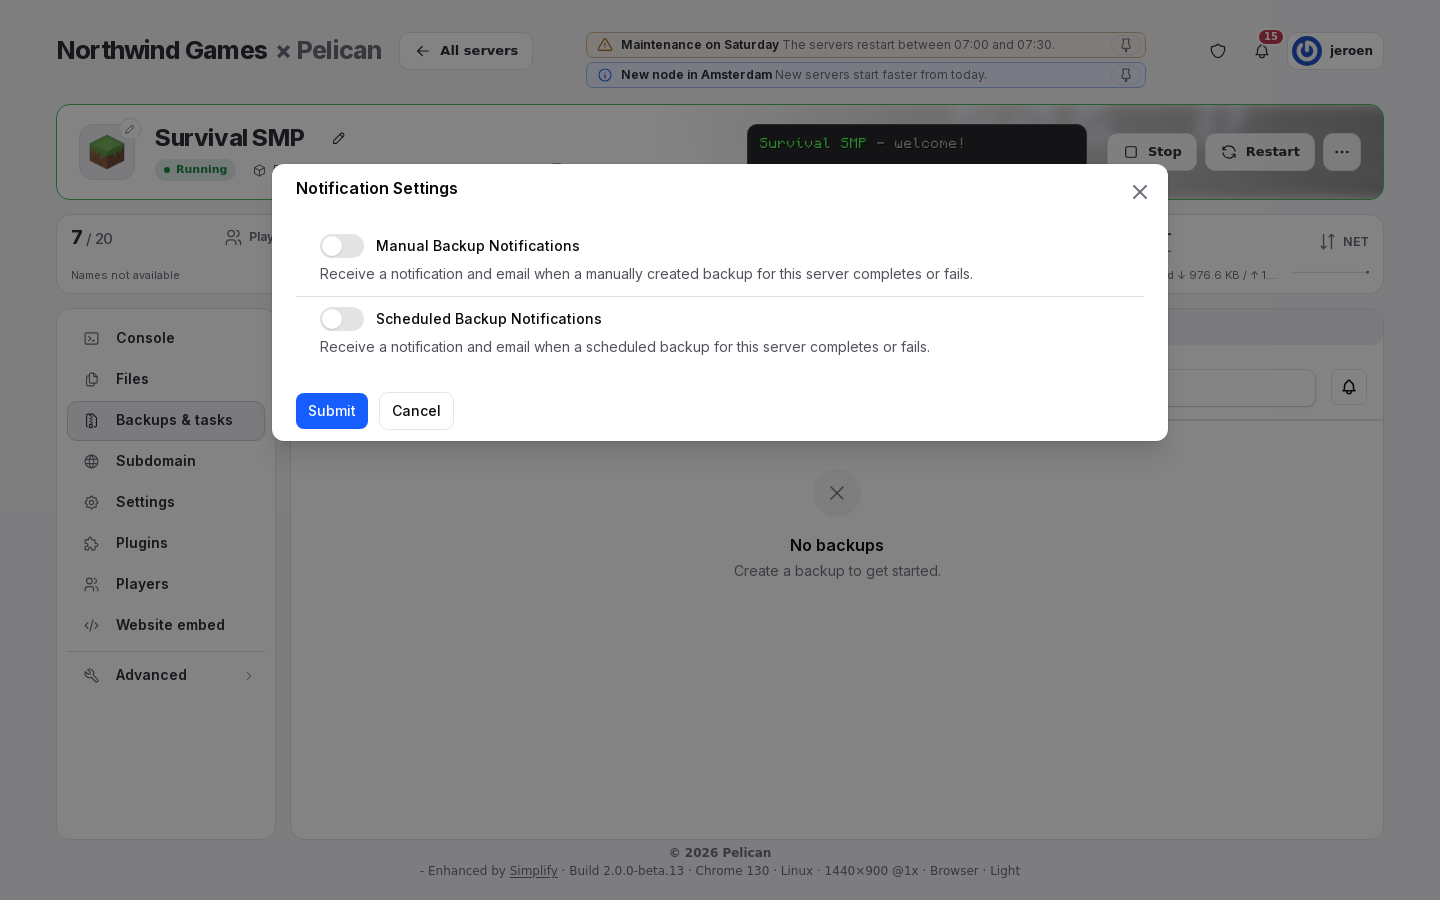 Northwind Games × Pelican
All servers
Maintenance on Saturday The servers restart between 07:00 and 07:30.
New node in Amsterdam New servers start faster from today.
15
jeroen
Survival SMP
Running
Survival SMP - welcome!
Stop
Restart
7 / 20
Names not available
NET
↓ 976.6 KB / ↑ 1....
Notification Settings
Manual Backup Notifications
Receive a notification and email when a manually created backup for this server completes or fails.
Scheduled Backup Notifications
Receive a notification and email when a scheduled backup for this server completes or fails.
Submit
Cancel
Console
Files
Backups & tasks
Subdomain
Settings
Plugins
Players
Website embed
Advanced
No backups
Create a backup to get started.
© 2026 Pelican
- Enhanced by Simplify · Build 2.0.0-beta.13 · Chrome 130 · Linux · 1440×900 @1x · Browser · Light